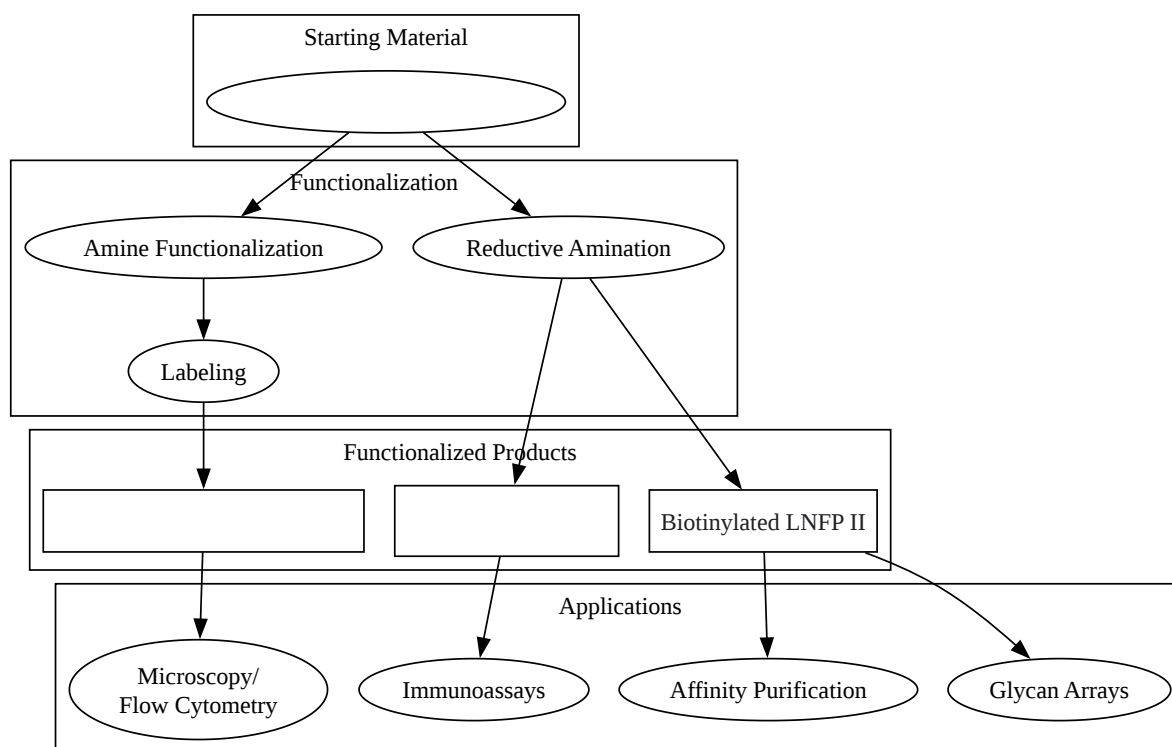 Starting Material
Functionalization
Amine Functionalization
Reductive Amination
Labeling
Functionalized Products
Biotinylated LNFP II
Applications
Microscopy/
Flow Cytometry
Immunoassays
Affinity Purification
Glycan Arrays